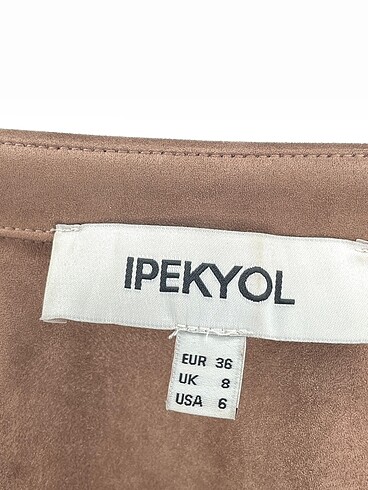 IPEKYOL
EUR 36
UK 8
USA 6